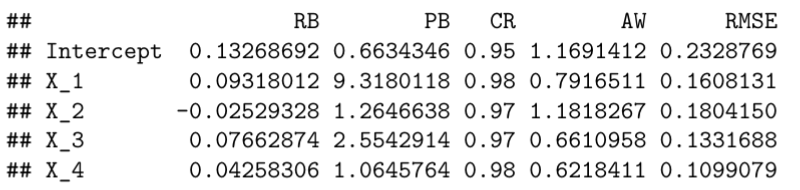 ## RB PB CR AW RMSE
## Intercept 0.13268692 0.6634346 0.95 1.1691412 0.2328769
## X_1 0.09318012 9.3180118 0.98 0.7916511 0.1608131
## X_2 -0.02529328 1.2646638 0.97 1.1818267 0.1804150
## X_3 0.07662874 2.5542914 0.97 0.6610958 0.1331688
## X_4 0.04258306 1.0645764 0.98 0.6218411 0.1099079